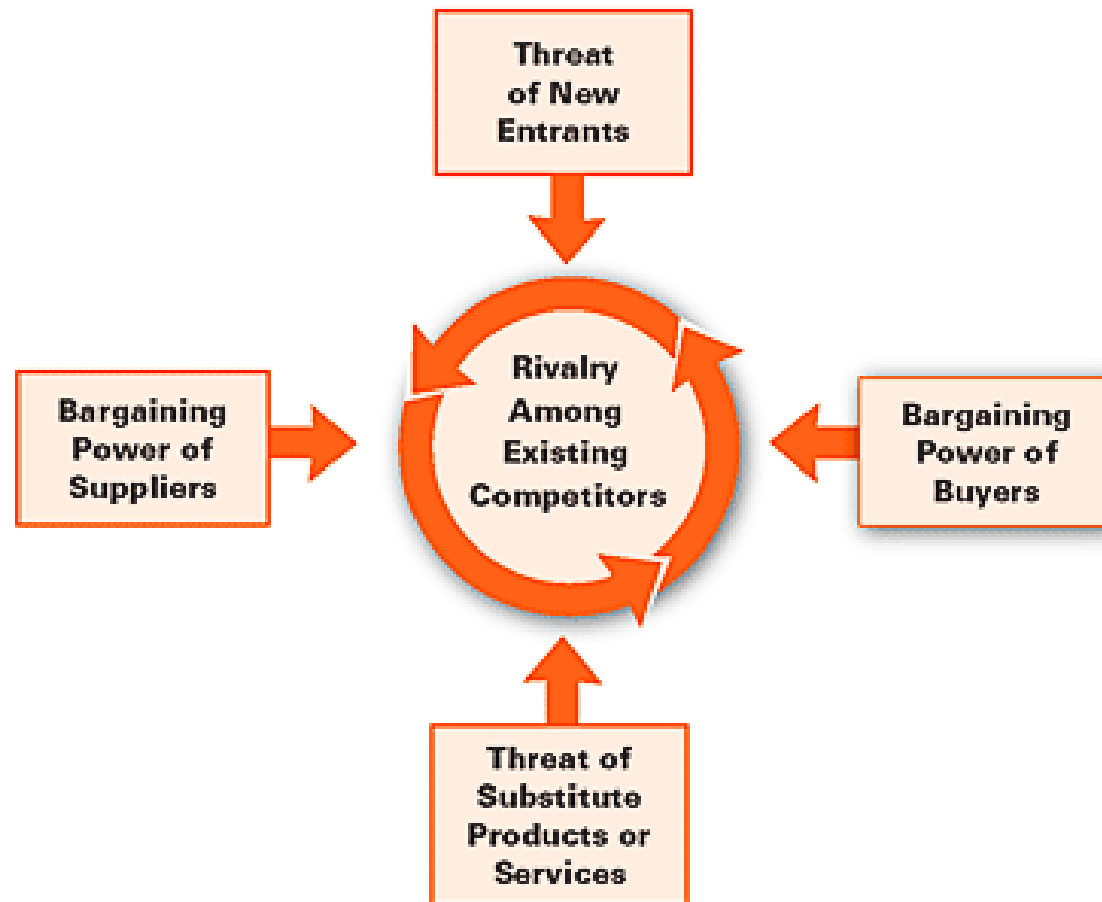 Threat
of New
Entrants
Bargaining
Power of
Suppliers
Rivalry
Among
Existing
Competitors
Bargaining
Power of
Buyers
Threat of
Substitute
Products or
Services